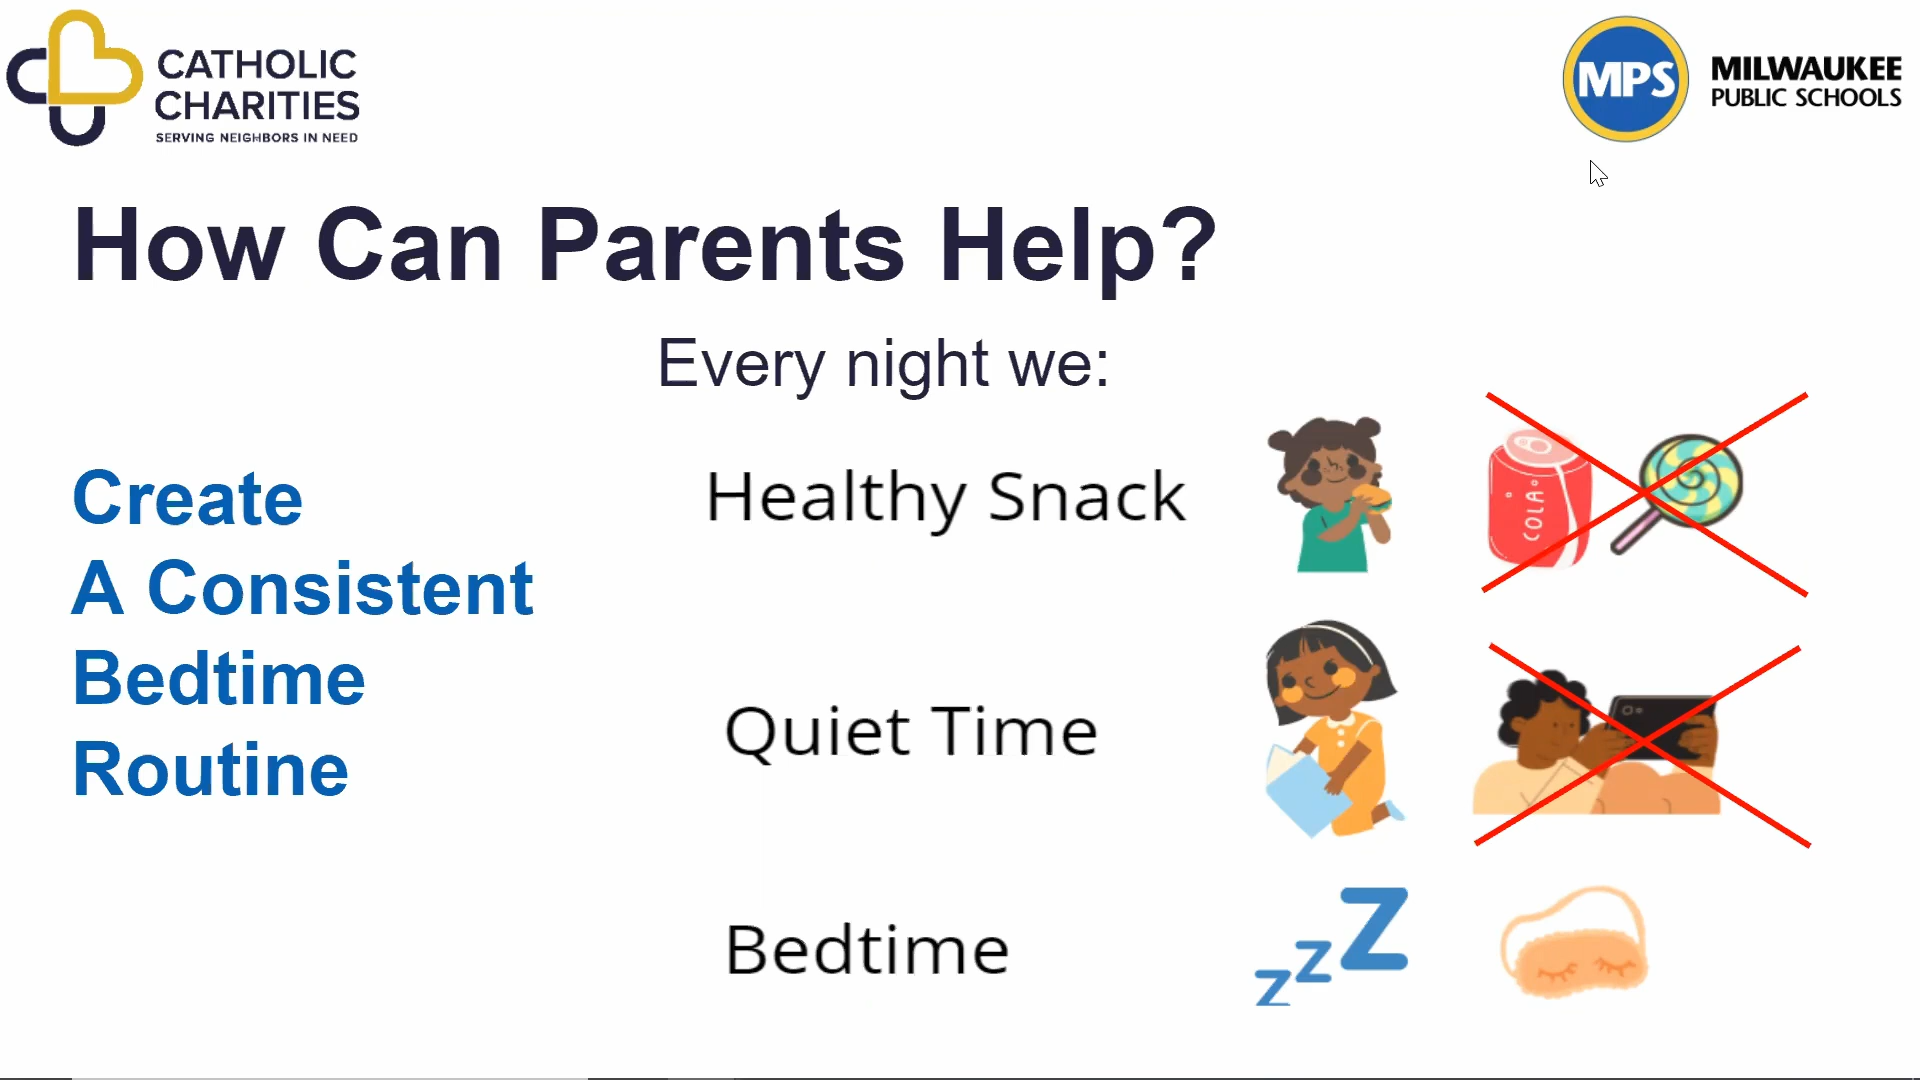 CATHOLIC
CHARITIES
SERVING NEIGHBORS IN NEED
MPS
MILWAUKEE
PUBLIC SCHOOLS
How Can Parents Help?
Every night we:
Create
A Consistent
Bedtime
Routine
Healthy Snack
COLA
Quiet Time
Bedtime
z z Z